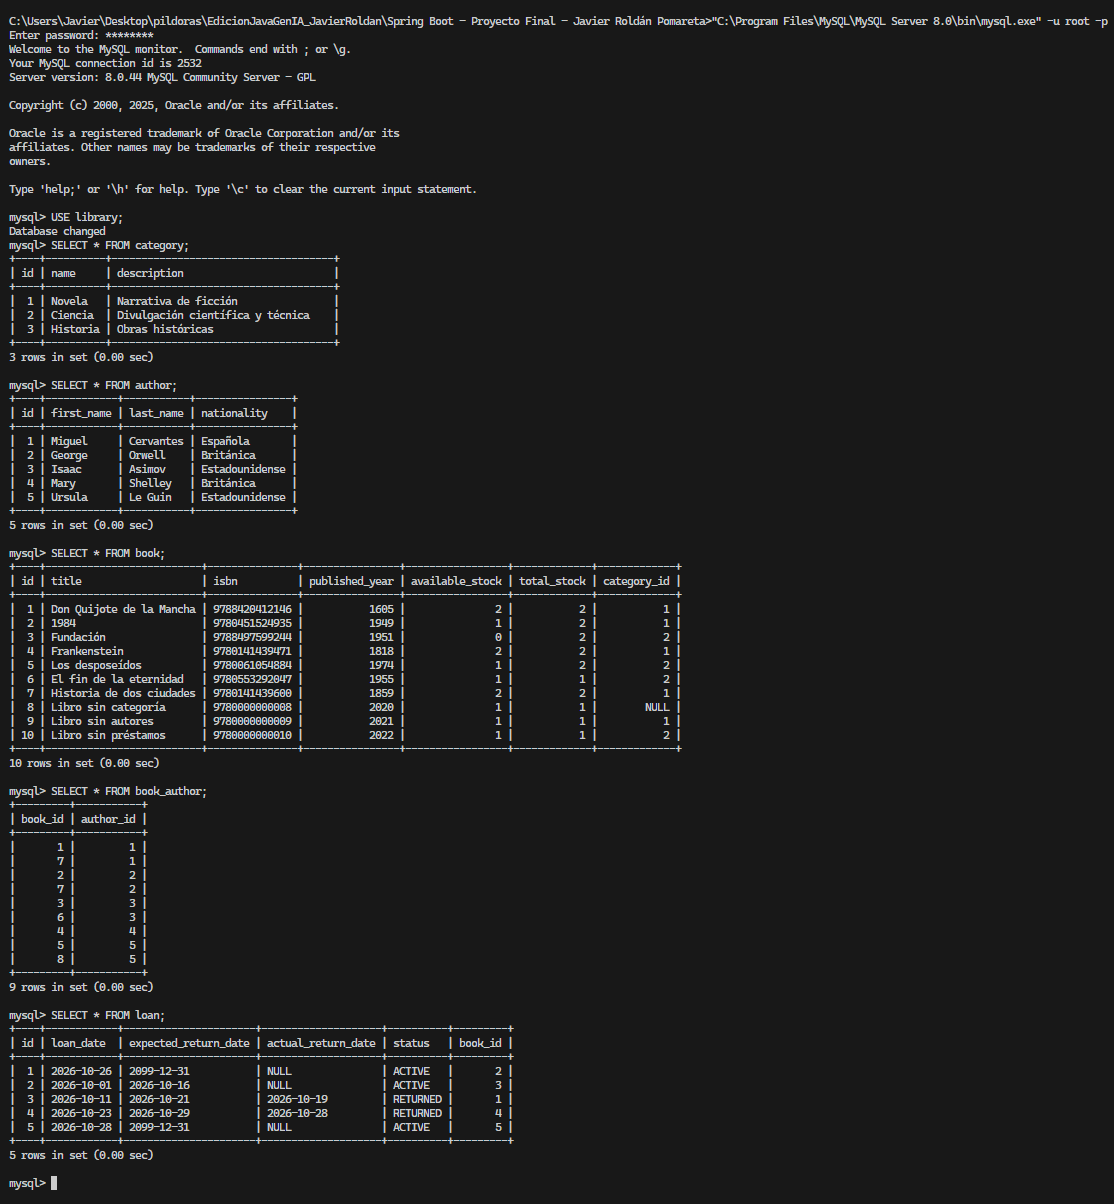 C:\Users\Javier\Desktop\pildoras\EdicionJavaGenIA_JavierRoldan\Spring Boot - Proyecto Final - Javier Roldán Pomareta>"C:\Program Files\MySQL\MySQL Server 8.0\bin\mysql.exe" -u root -p
Enter password: ********
Welcome to the MySQL monitor.  Commands end with ; or \g.
Your MySQL connection id is 2532
Server version: 8.0.44 MySQL Community Server - GPL

Copyright (c) 2000, 2025, Oracle and/or its affiliates.

Oracle is a registered trademark of Oracle Corporation and/or its
affiliates. Other names may be trademarks of their respective
owners.

Type 'help;' or '\h' for help. Type '\c' to clear the current input statement.

mysql> USE library;
Database changed
mysql> SELECT * FROM category;
+----+----------+-------------------------------------+
| id | name     | description                         |
+----+----------+-------------------------------------+
|  1 | Novela   | Narrativa de ficción                |
|  2 | Ciencia  | Divulgación científica y técnica    |
|  3 | Historia | Obras históricas                    |
+----+----------+-------------------------------------+
3 rows in set (0.00 sec)

mysql> SELECT * FROM author;
+----+------------+-----------+----------------+
| id | first_name | last_name | nationality    |
+----+------------+-----------+----------------+
|  1 | Miguel     | Cervantes | Española       |
|  2 | George     | Orwell    | Británica      |
|  3 | Isaac      | Asimov    | Estadounidense |
|  4 | Mary       | Shelley   | Británica      |
|  5 | Ursula     | Le Guin   | Estadounidense |
+----+------------+-----------+----------------+
5 rows in set (0.00 sec)

mysql> SELECT * FROM book;
+----+--------------------------+---------------+----------------+-----------------+-------------+-------------+
| id | title                    | isbn          | published_year | available_stock | total_stock | category_id |
+----+--------------------------+---------------+----------------+-----------------+-------------+-------------+
|  1 | Don Quijote de la Mancha | 9788420412146 |           1605 |               2 |           2 |           1 |
|  2 | 1984                     | 9780451524935 |           1949 |               1 |           2 |           1 |
|  3 | Fundación                | 9788497599244 |           1951 |               0 |           2 |           2 |
|  4 | Frankenstein             | 9780141439471 |           1818 |               2 |           2 |           1 |
|  5 | Los desposeídos          | 9780061054884 |           1974 |               1 |           2 |           2 |
|  6 | El fin de la eternidad   | 9780553292047 |           1955 |               1 |           1 |           2 |
|  7 | Historia de dos ciudades | 9780141439600 |           1859 |               2 |           2 |           1 |
|  8 | Libro sin categoría      | 9780000000008 |           2020 |               1 |           1 |        NULL |
|  9 | Libro sin autores        | 9780000000009 |           2021 |               1 |           1 |           1 |
| 10 | Libro sin préstamos      | 9780000000010 |           2022 |               1 |           1 |           2 |
+----+--------------------------+---------------+----------------+-----------------+-------------+-------------+
10 rows in set (0.00 sec)

mysql> SELECT * FROM book_author;
+---------+-----------+
| book_id | author_id |
+---------+-----------+
|       1 |         1 |
|       7 |         1 |
|       2 |         2 |
|       7 |         2 |
|       3 |         3 |
|       6 |         3 |
|       4 |         4 |
|       5 |         5 |
|       8 |         5 |
+---------+-----------+
9 rows in set (0.00 sec)

mysql> SELECT * FROM loan;
+----+------------+----------------------+--------------------+----------+---------+
| id | loan_date  | expected_return_date | actual_return_date | status   | book_id |
+----+------------+----------------------+--------------------+----------+---------+
|  1 | 2026-10-26 | 2099-12-31           | NULL               | ACTIVE   |       2 |
|  2 | 2026-10-01 | 2026-10-16           | NULL               | ACTIVE   |       3 |
|  3 | 2026-10-11 | 2026-10-21           | 2026-10-19         | RETURNED |       1 |
|  4 | 2026-10-23 | 2026-10-29           | 2026-10-28         | RETURNED |       4 |
|  5 | 2026-10-28 | 2099-12-31           | NULL               | ACTIVE   |       5 |
+----+------------+----------------------+--------------------+----------+---------+
5 rows in set (0.00 sec)

mysql>